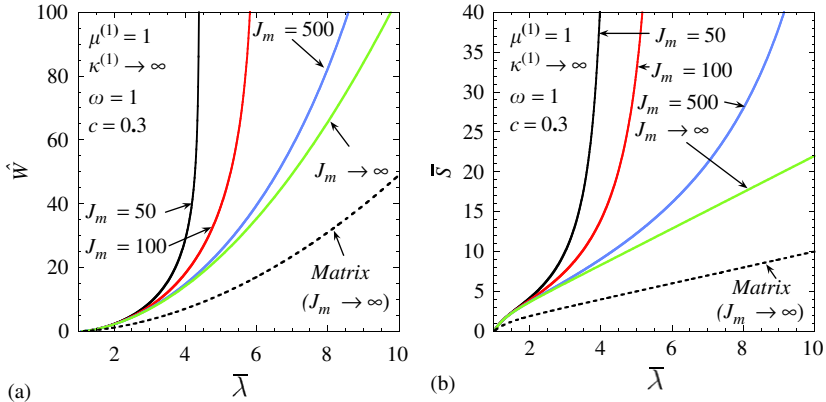 100
80
60
40
20
0
Ŵ
μ⁽¹⁾ = 1
κ⁽¹⁾ → ∞
ω = 1
c = 0.3
J_m = 500
J_m → ∞
J_m = 50
J_m = 100
Matrix
(J_m → ∞)
2 4 6 8 10
λ̅
(a)
40
35
30
25
20
15
10
5
0
S̅
μ⁽¹⁾ = 1
κ⁽¹⁾ → ∞
ω = 1
c = 0.3
J_m = 50
J_m = 100
J_m = 500
J_m → ∞
Matrix
(J_m → ∞)
2 4 6 8 10
λ̅
(b)